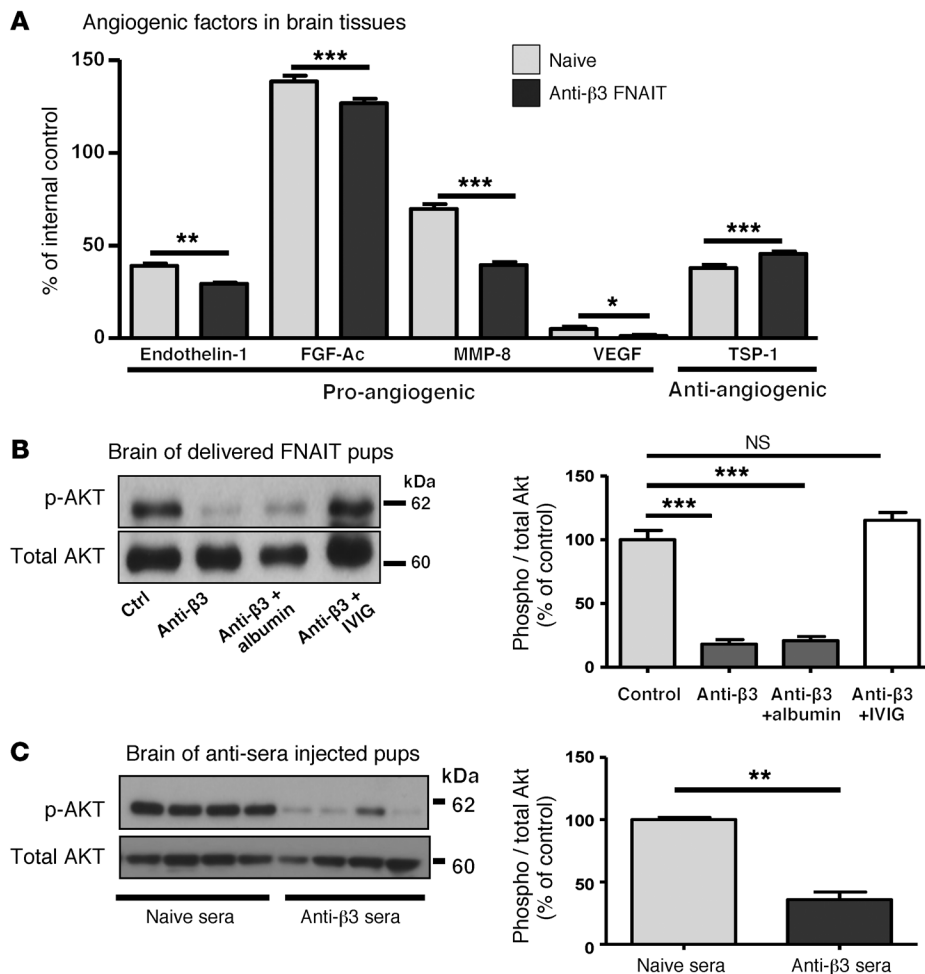 A Angiogenic factors in brain tissues
% of internal control
150
100
50
0
***
**
***
*
***
Naive
Anti-β3 FNAIT
Endothelin-1 FGF-Ac MMP-8 VEGF TSP-1
Pro-angiogenic Anti-angiogenic
B Brain of delivered FNAIT pups
kDa
p-AKT 62
Total AKT 60
Ctrl
Anti-β3
Anti-β3 +
albumin
Anti-β3 +
IVIG
Phospho / total Akt
(% of control)
150
100
50
0
NS
***
***
Control Anti-β3 Anti-β3 Anti-β3
+albumin +IVIG
C Brain of anti-sera injected pups
kDa
p-AKT 62
Total AKT 60
Naive sera Anti-β3 sera
Phospho / total Akt
(% of control)
150
100
50
0
**
Naive sera Anti-β3 sera